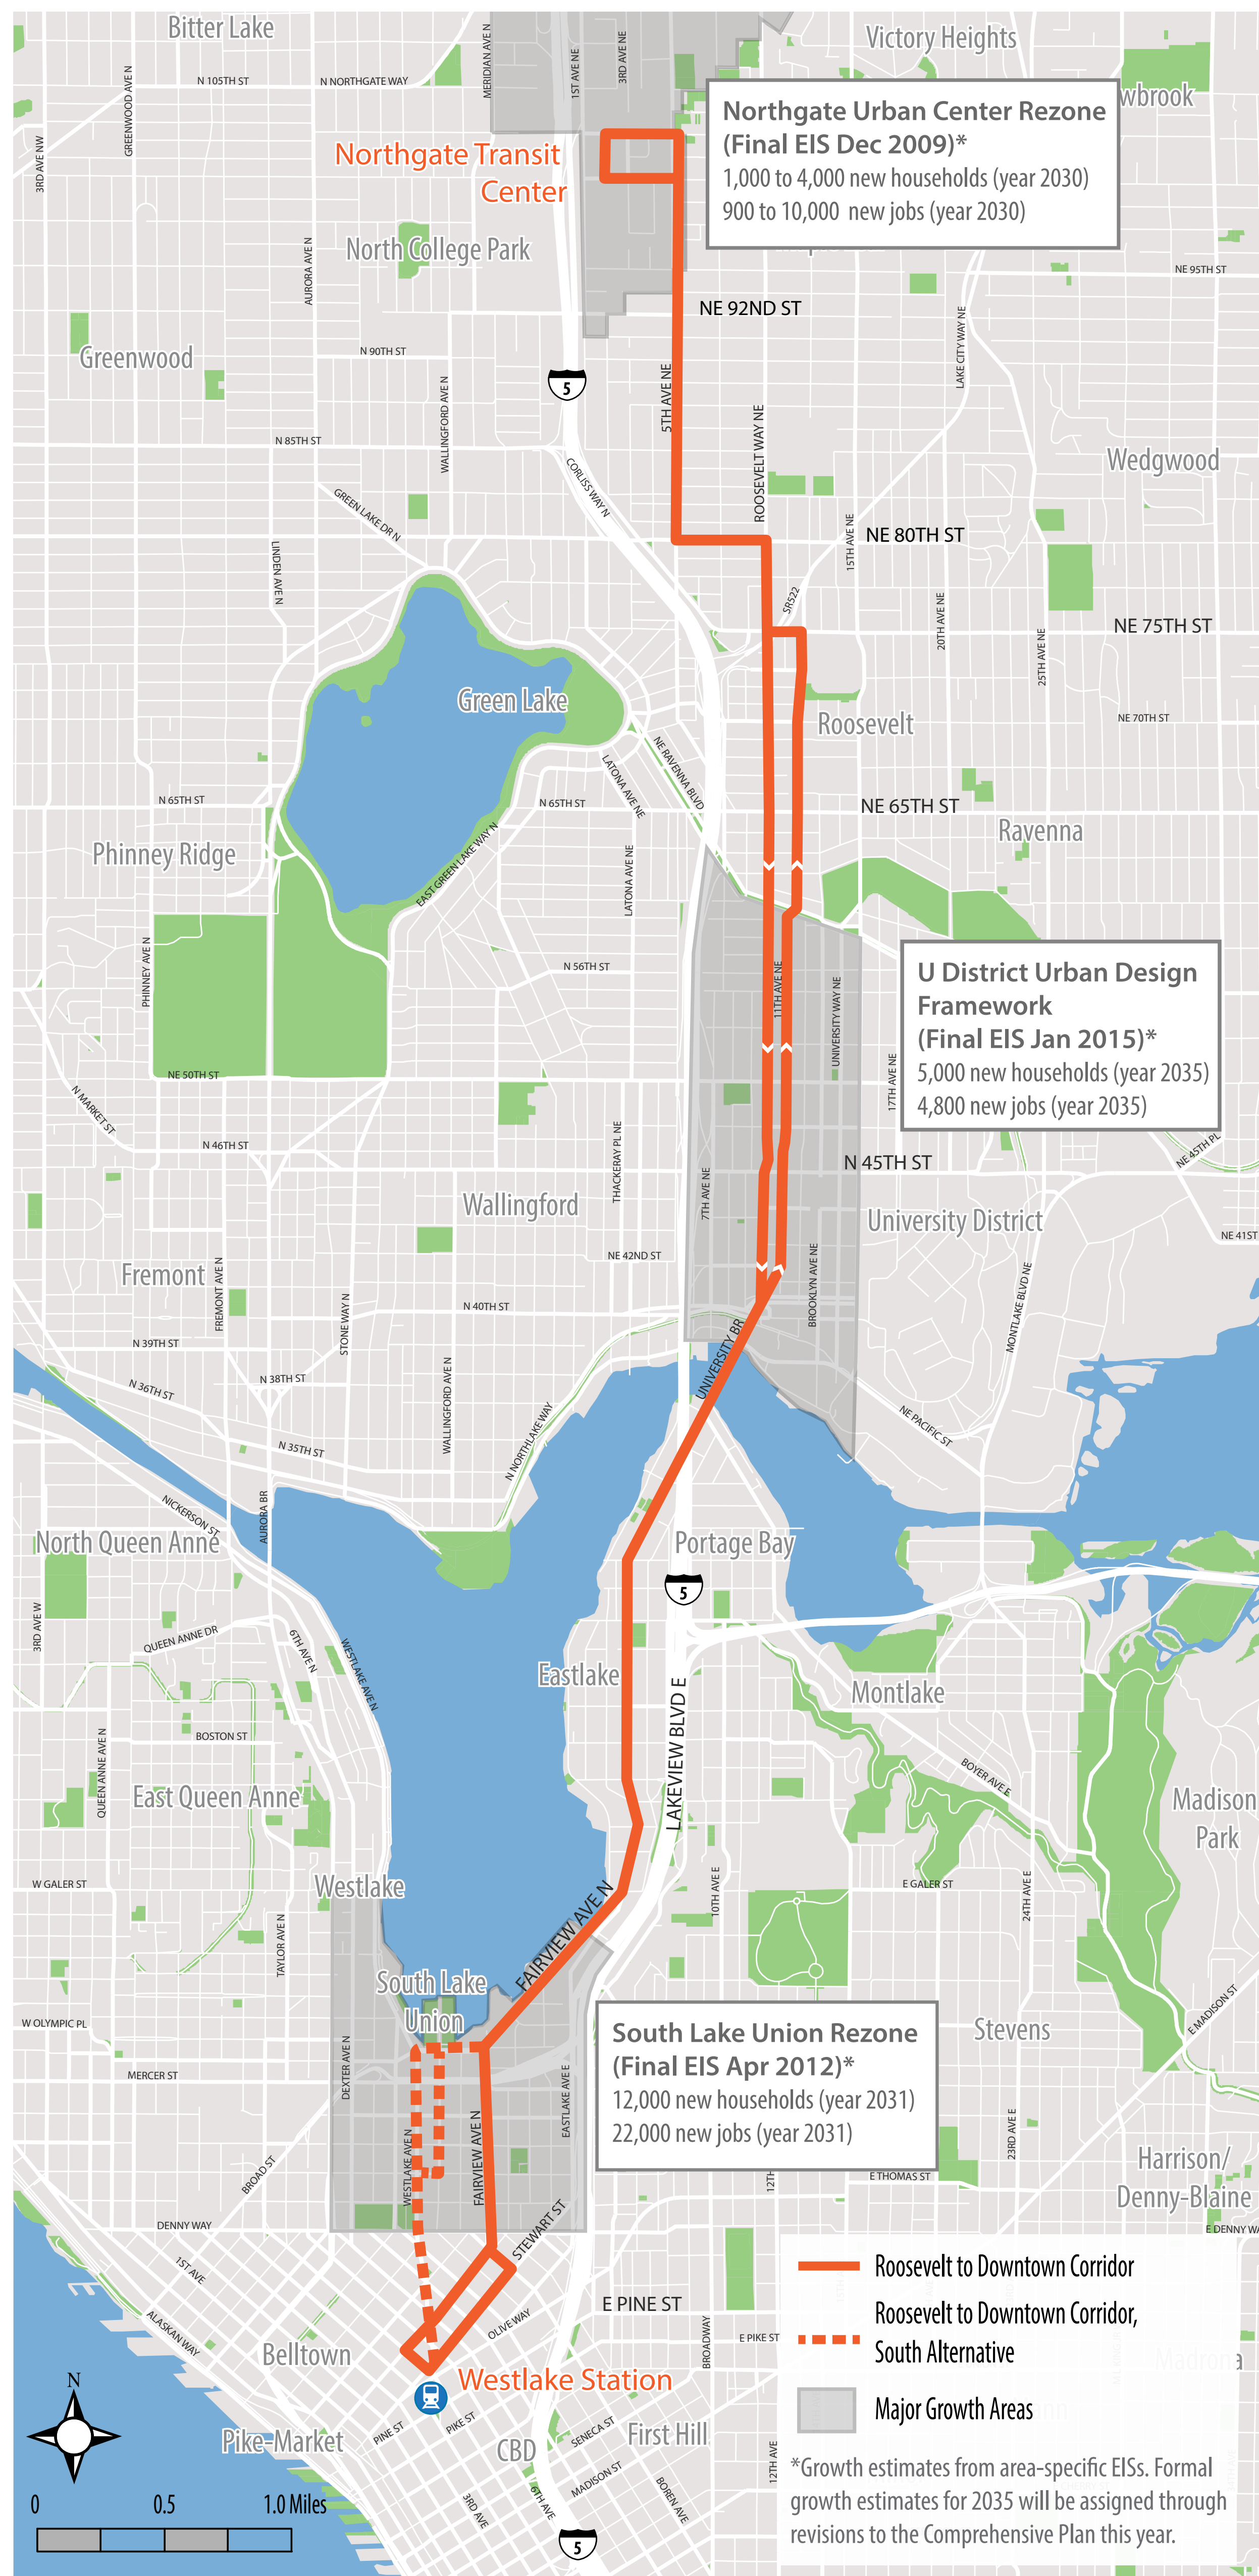 Bitter Lake
Victory Heights
wbrook
GREENWOOD AVE N
N 105TH ST
N NORTHGATE WAY
MERIDIAN AVE N
1ST AVE NE
3RD AVE NE
3RD AVE NW
Northgate Urban Center Rezone
(Final EIS Dec 2009)*
1,000 to 4,000 new households (year 2030)
900 to 10,000 new jobs (year 2030)
Northgate Transit
Center
North College Park
AURORA AVE N
NE 95TH ST
NE 92ND ST
Greenwood
N 90TH ST
LAKE CITY WAY NE
5
5TH AVE NE
WALLINGFORD AVE N
ROOSEVELT WAY NE
N 85TH ST
Wedgwood
CORLISS WAY N
GREEN LAKE DR N
NE 80TH ST
15TH AVE NE
LINDEN AVE N
SR522
20TH AVE NE
25TH AVE NE
NE 75TH ST
Green Lake
Roosevelt
NE 70TH ST
NE RAVENNA BLVD
LATONA AVE NE
N 65TH ST
N 65TH ST
NE 65TH ST
Ravenna
Phinney Ridge
EAST GREEN LAKE WAY N
LATONA AVE NE
PHINNEY AVE N
N 56TH ST
11TH AVE NE
UNIVERSITY WAY NE
U District Urban Design
Framework
(Final EIS Jan 2015)*
5,000 new households (year 2035)
4,800 new jobs (year 2035)
17TH AVE NE
NE 50TH ST
N MARKET ST
N 46TH ST
THACKERAY PL NE
N 45TH ST
NE 45TH PL
7TH AVE NE
Wallingford
University District
NE 41ST
NE 42ND ST
Fremont
FREMONT AVE N
BROOKLYN AVE NE
MONTLAKE BLVD NE
STONE WAY N
N 40TH ST
N 39TH ST
UNIVERSITY BR
N 38TH ST
N 36TH ST
WALLINGFORD AVE N
N NORTHLAKE WAY
NE PACIFIC ST
N 35TH ST
NICKERSON ST
AURORA BR
North Queen Anne
Portage Bay
5
3RD AVE W
QUEEN ANNE DR
6TH AVE N
WESTLAKE AVE N
Eastlake
Montlake
LAKEVIEW BLVD E
BOSTON ST
QUEEN ANNE AVE N
BOYER AVE E
East Queen Anne
Madison
Park
Westlake
W GALER ST
10TH AVE E
E GALER ST
24TH AVE E
TAYLOR AVE N
FAIRVIEW AVE N
South Lake
Union
W OLYMPIC PL
E MADISON ST
Stevens
South Lake Union Rezone
(Final EIS Apr 2012)*
12,000 new households (year 2031)
22,000 new jobs (year 2031)
DEXTER AVE N
MERCER ST
EASTLAKE AVE E
WESTLAKE AVE N
FAIRVIEW AVE N
23RD AVE E
BROAD ST
12TH
E THOMAS ST
Harrison/
Denny-Blaine
DENNY WAY
STEWART ST
E DENNY WA
1ST AVE
Roosevelt to Downtown Corridor
E PINE ST
Roosevelt to Downtown Corridor,
South Alternative
ALASKAN WAY
OLIVE WAY
BROADWAY
E PIKE ST
Belltown
Westlake Station
Major Growth Areas
N
PINE ST
PIKE ST
SENECA ST
Pike-Market
CBD
First Hill
12TH AVE
MADISON ST
BOREN AVE
3RD AVE
6TH AVE
*Growth estimates from area-specific EISs. Formal
growth estimates for 2035 will be assigned through
revisions to the Comprehensive Plan this year.
0
0.5
1.0 Miles
5